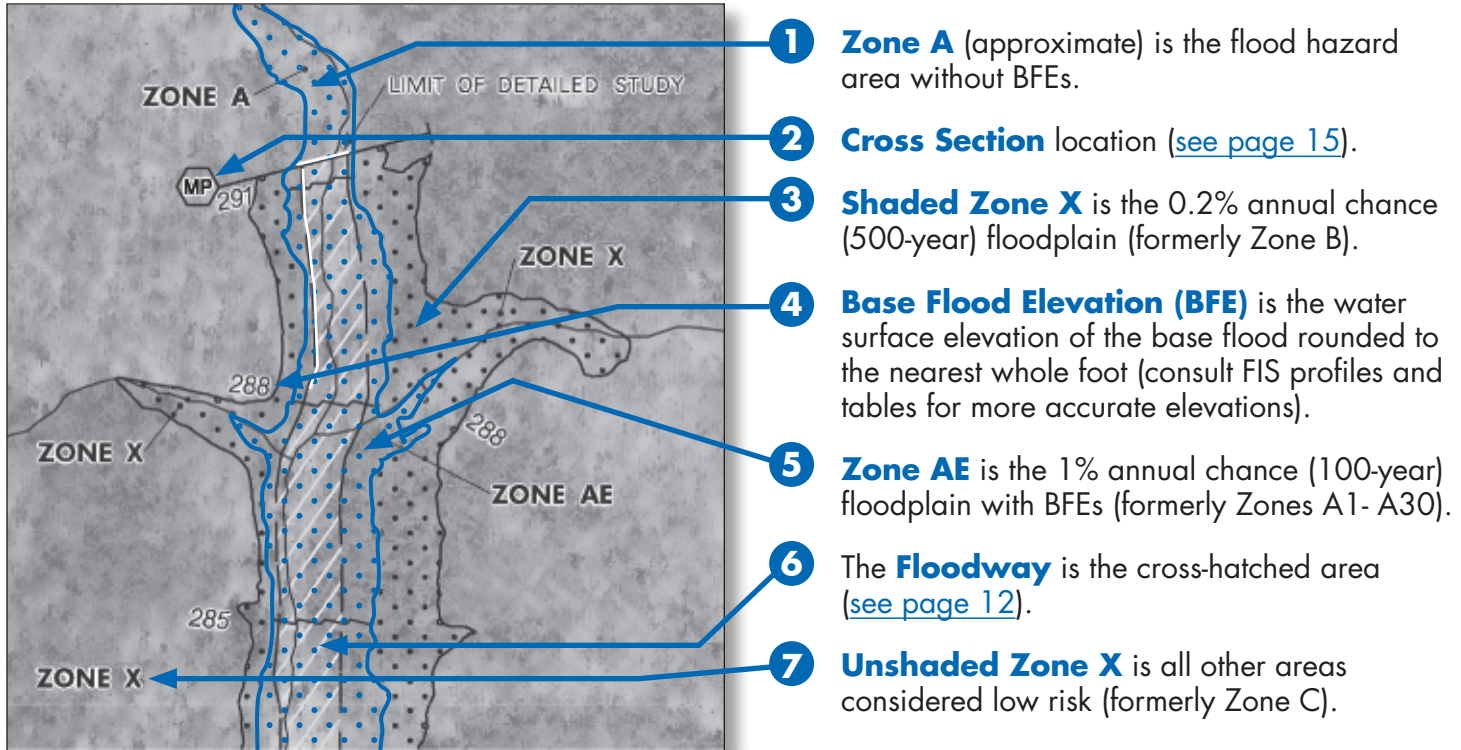 ZONE A
LIMIT OF DETAILED STUDY
MP
291
ZONE X
288
288
ZONE X
ZONE AE
285
ZONE X
1 Zone A (approximate) is the flood hazard
area without BFEs.
2 Cross Section location (see page 15).
3 Shaded Zone X is the 0.2% annual chance
(500-year) floodplain (formerly Zone B).
4 Base Flood Elevation (BFE) is the water
surface elevation of the base flood rounded to
the nearest whole foot (consult FIS profiles and
tables for more accurate elevations).
5 Zone AE is the 1% annual chance (100-year)
floodplain with BFEs (formerly Zones A1- A30).
6 The Floodway is the cross-hatched area
(see page 12).
7 Unshaded Zone X is all other areas
considered low risk (formerly Zone C).